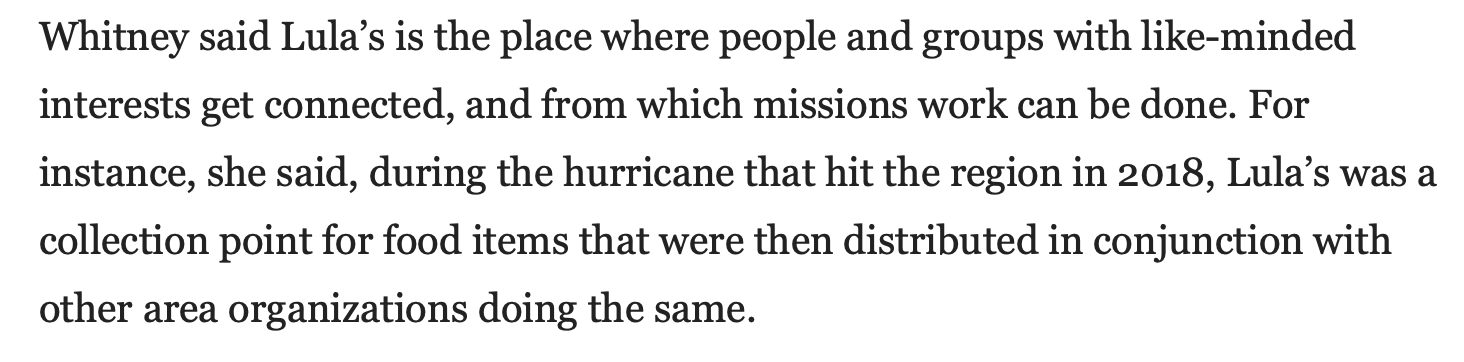 Whitney said Lula’s is the place where people and groups with like-minded
interests get connected, and from which missions work can be done. For
instance, she said, during the hurricane that hit the region in 2018, Lula’s was a
collection point for food items that were then distributed in conjunction with
other area organizations doing the same.